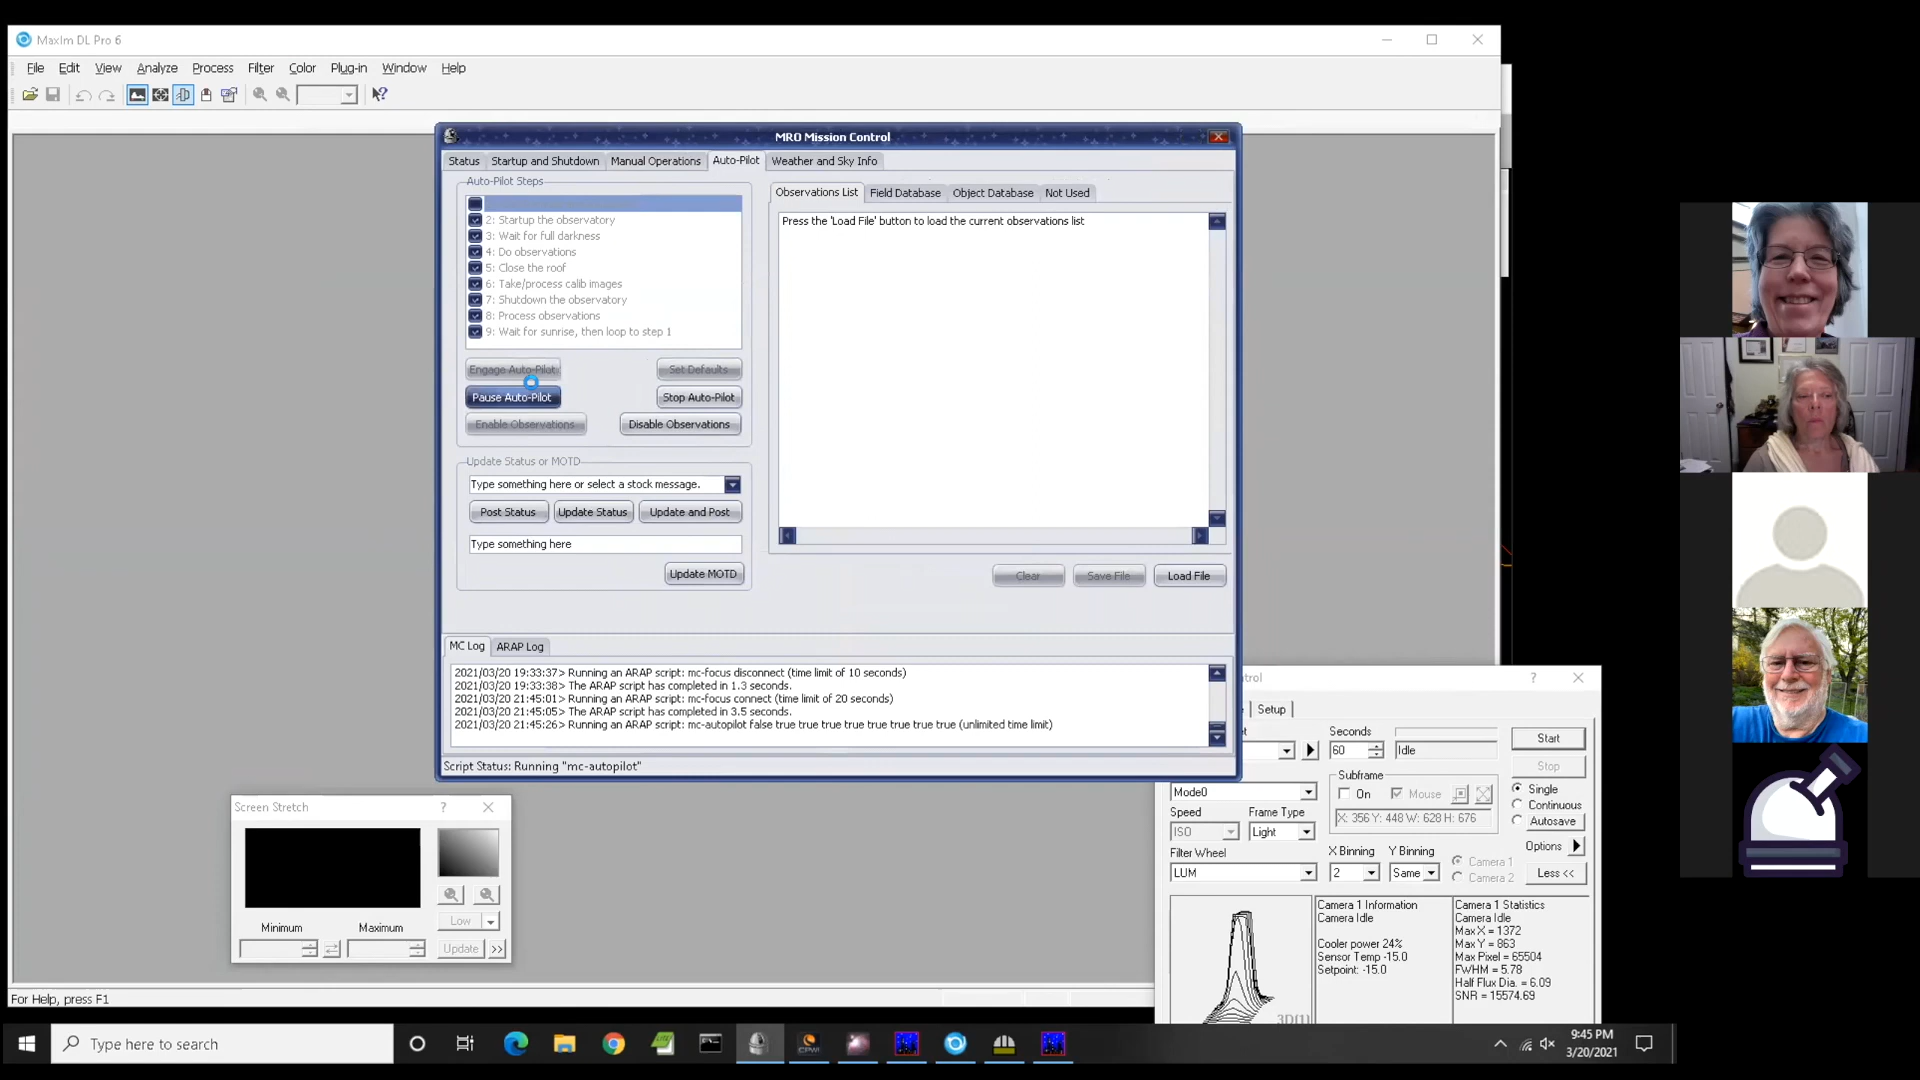 MaxIm DL Pro 6
File Edit View Analyze Process Filter Color Plug-in Window Help
MRO Mission Control
Status Startup and Shutdown Manual Operations Auto-Pilot Weather and Sky Info
Auto-Pilot Steps
2: Startup the observatory
3: Wait for full darkness
4: Do observations
5: Close the roof
6: Take/process calib images
7: Shutdown the observatory
8: Process observations
9: Wait for sunrise, then loop to step 1
Engage Auto-Pilot Set Defaults
Pause Auto-Pilot Stop Auto-Pilot
Enable Observations Disable Observations
Update Status or MOTD
Type something here or select a stock message.
Post Status Update Status Update and Post
Type something here
Update MOTD
Observations List Field Database Object Database Not Used
Press the 'Load File' button to load the current observations list
Clear Save File Load File
MC Log ARAP Log
2021/03/20 19:33:37> Running an ARAP script: mc-focus disconnect (time limit of 10 seconds)
2021/03/20 19:33:38> The ARAP script has completed in 1.3 seconds.
2021/03/20 21:45:01> Running an ARAP script: mc-focus connect (time limit of 20 seconds)
2021/03/20 21:45:05> The ARAP script has completed in 3.5 seconds.
2021/03/20 21:45:26> Running an ARAP script: mc-autopilot false true true true true true true true true (unlimited time limit)
Script Status: Running "mc-autopilot"
Screen Stretch ? 
Low
Minimum Maximum
Update >>
trol ?
Setup
et Seconds
60 Idle Start
Stop
Subframe
On Mouse
X: 356 Y: 448 W: 628 H: 676
Single
Continuous
Autosave
Mode0
Speed Frame Type
ISO Light
Options
Filter Wheel X Binning Y Binning
LUM 2 Same
Camera 1
Camera 2
Less <<
Camera 1 Information
Camera Idle
Cooler power 24%
Sensor Temp -15.0
Setpoint: -15.0
3D(1)
Camera 1 Statistics
Camera Idle
Max X = 1372
Max Y = 863
Max Pixel = 65504
FWHM = 5.78
Half Flux Dia. = 6.09
SNR = 15574.69
For Help, press F1
Type here to search
LITE
CPWI
9:45 PM
3/20/2021